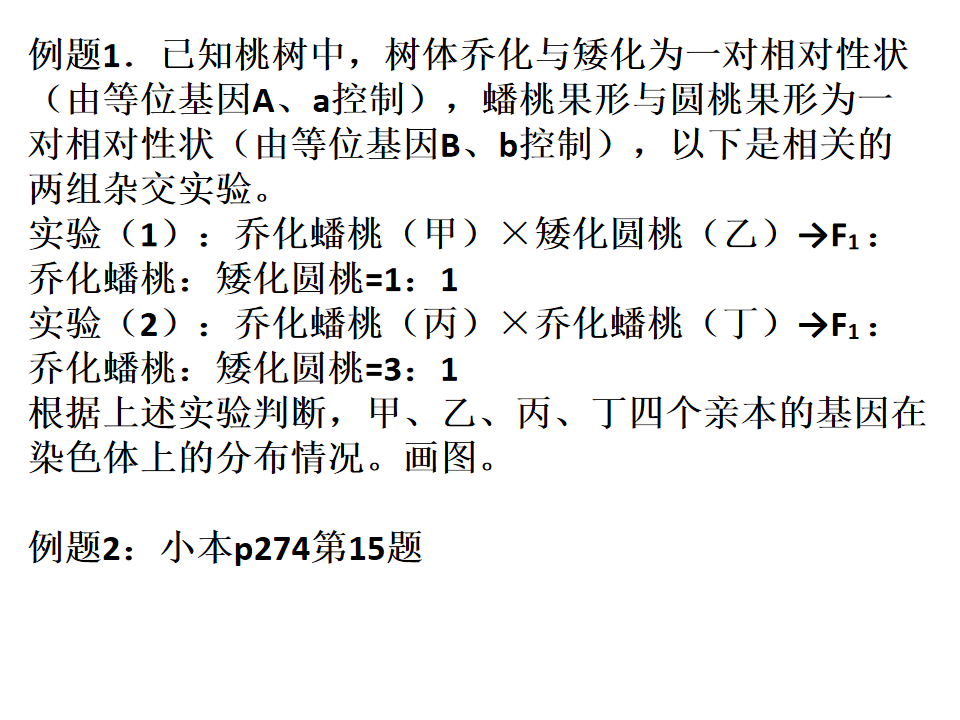 例题1．已知桃树中，树体乔化与矮化为一对相对性状
（由等位基因A、a控制），蟠桃果形与圆桃果形为一
对相对性状（由等位基因B、b控制），以下是相关的
两组杂交实验。
实验（1）：乔化蟠桃（甲）×矮化圆桃（乙）→F₁：
乔化蟠桃：矮化圆桃=1：1
实验（2）：乔化蟠桃（丙）×乔化蟠桃（丁）→F₁：
乔化蟠桃：矮化圆桃=3：1
根据上述实验判断，甲、乙、丙、丁四个亲本的基因在
染色体上的分布情况。画图。
例题2：小本p274第15题